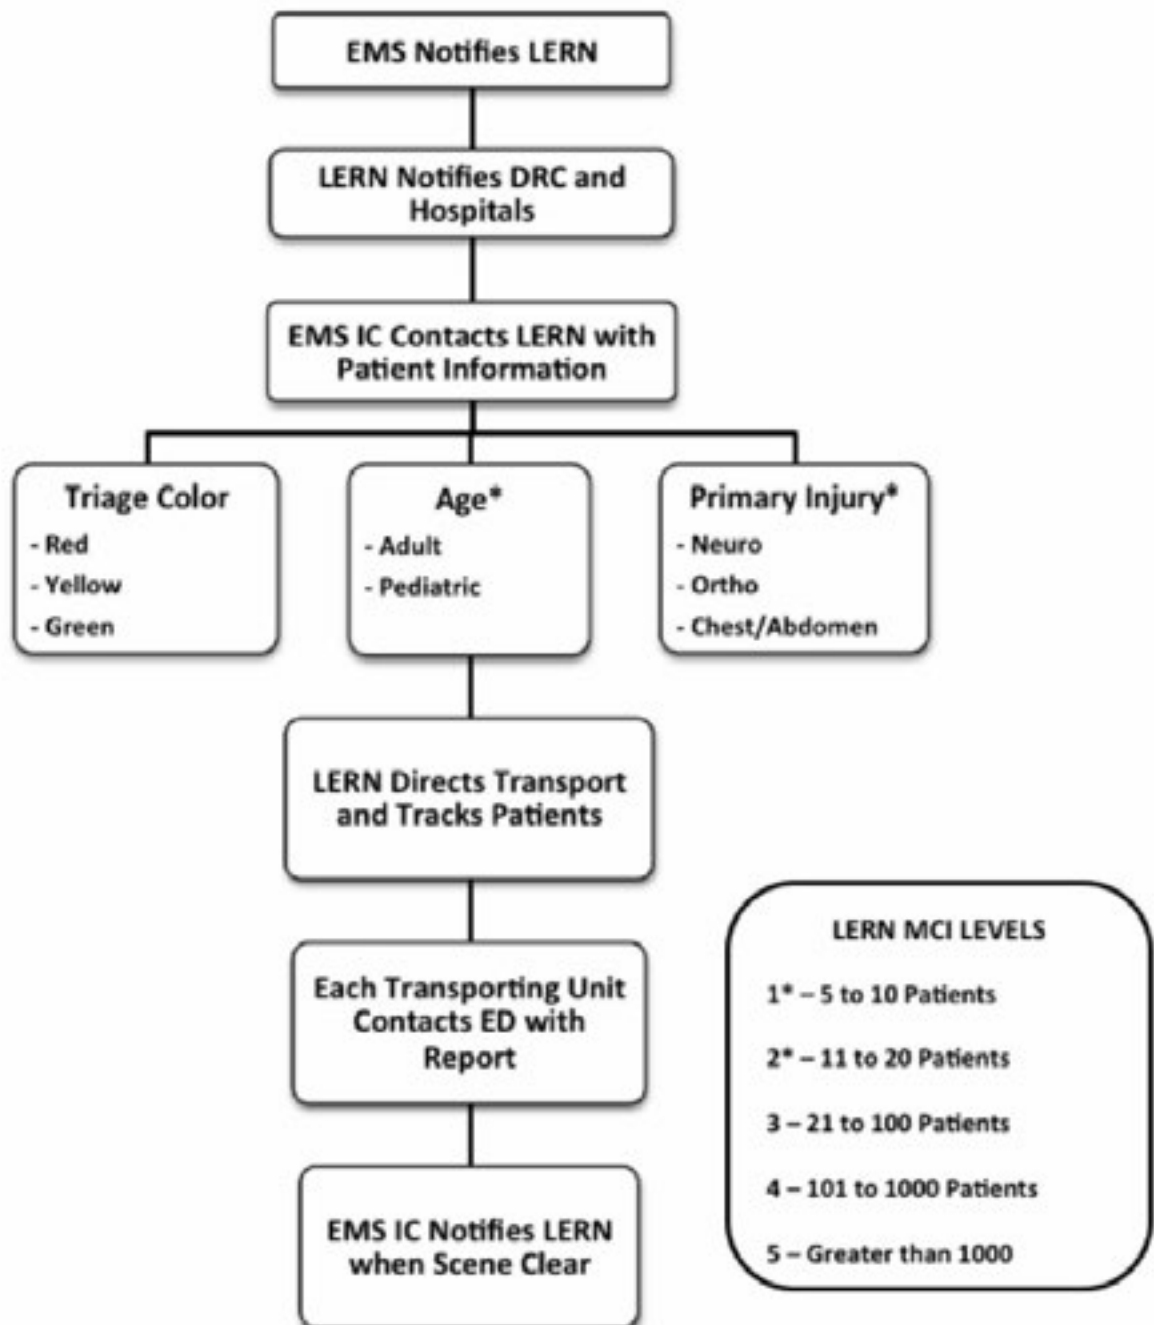 EMS Notifies LERN
LERN Notifies DRC and
Hospitals
EMS IC Contacts LERN with
Patient Information
Triage Color
- Red
- Yellow
- Green
Age*
- Adult
- Pediatric
Primary Injury*
- Neuro
- Ortho
- Chest/Abdomen
LERN Directs Transport
and Tracks Patients
Each Transporting Unit
Contacts ED with
Report
EMS IC Notifies LERN
when Scene Clear
LERN MCI LEVELS
1* – 5 to 10 Patients
2* – 11 to 20 Patients
3 – 21 to 100 Patients
4 – 101 to 1000 Patients
5 – Greater than 1000